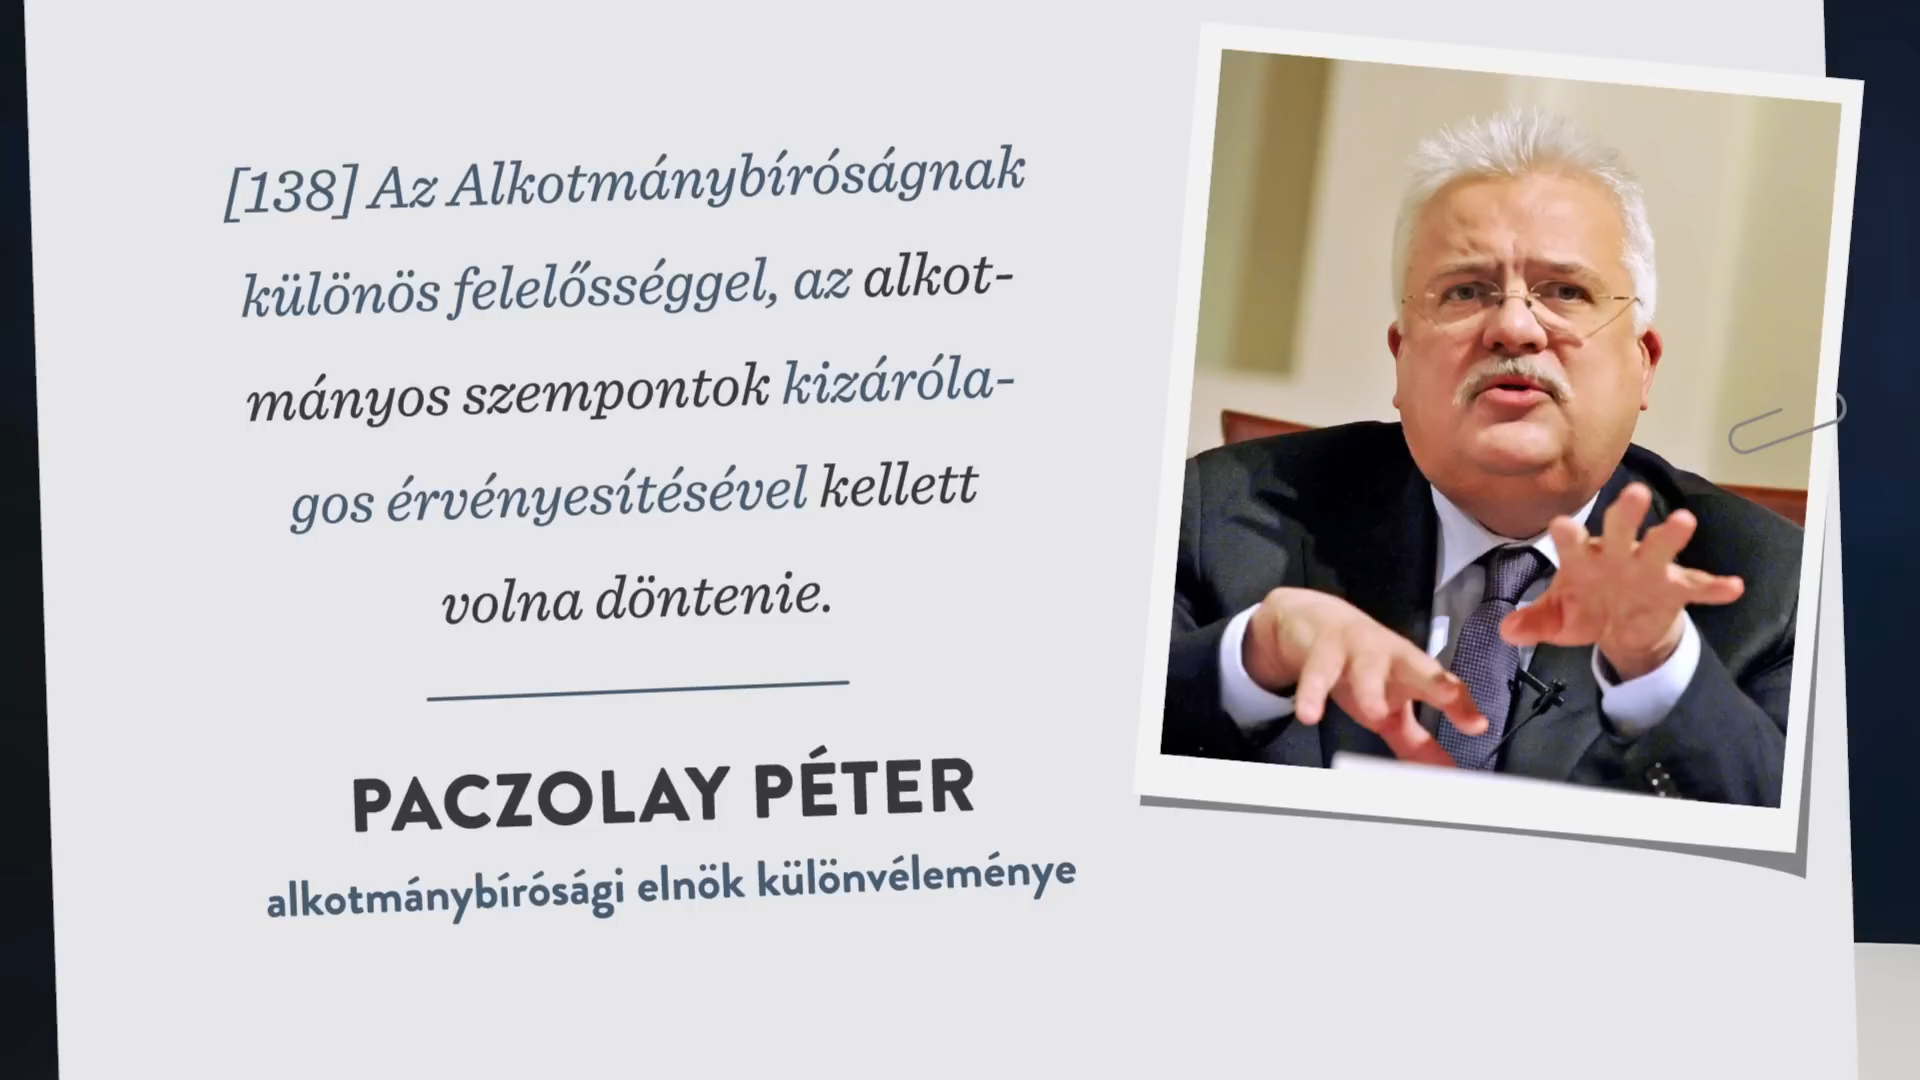 [138] Az Alkotmánybíróságnak
különös felelősséggel, az alkot-
mányos szempontok kizáróla-
gos érvényesítésével kellett
volna döntenie.
PACZOLAY PÉTER
alkotmánybírósági elnök különvéleménye